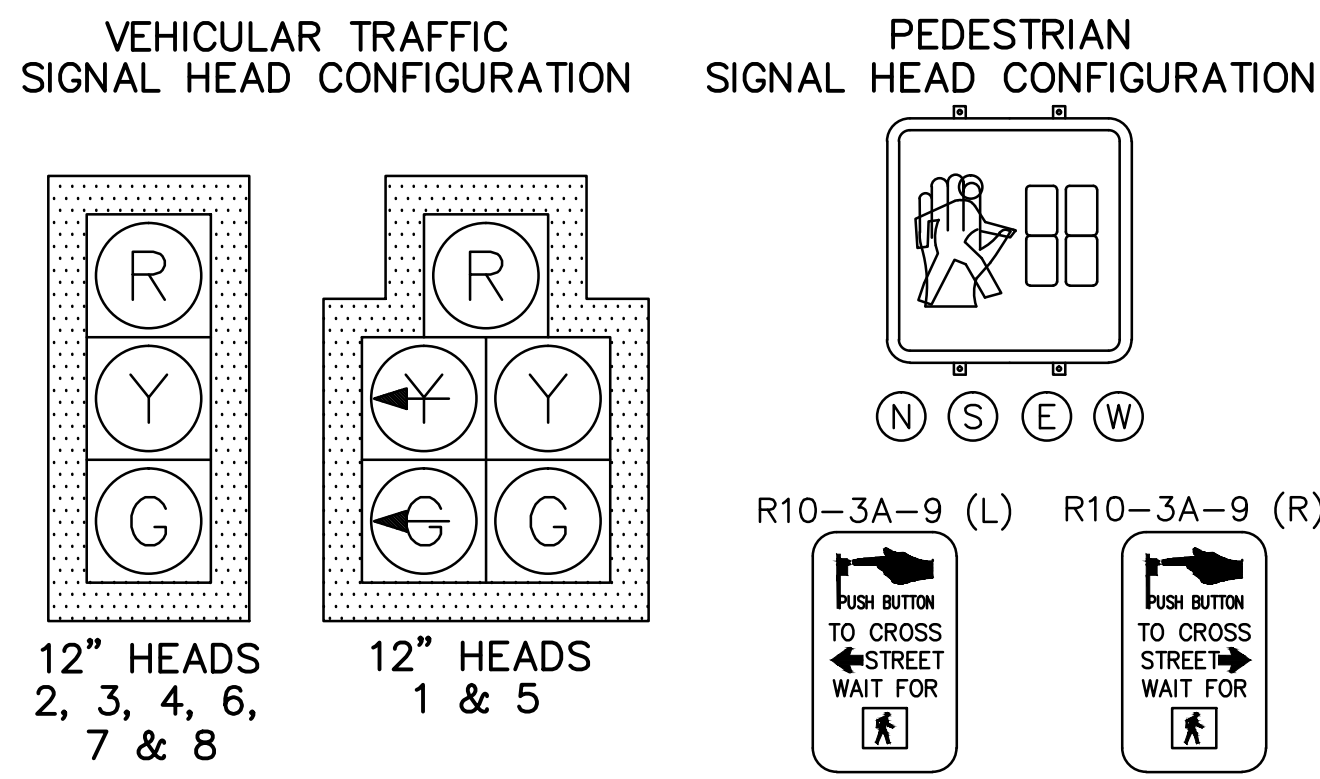 VEHICULAR TRAFFIC
SIGNAL HEAD CONFIGURATION
R
Y
G
12” HEADS
2, 3, 4, 6,
7 & 8
R
Y Y
G G
12” HEADS
1 & 5
PEDESTRIAN
SIGNAL HEAD CONFIGURATION
N S E W
R10-3A-9 (L)
PUSH BUTTON
TO CROSS
STREET
WAIT FOR
R10-3A-9 (R)
PUSH BUTTON
TO CROSS
STREET
WAIT FOR